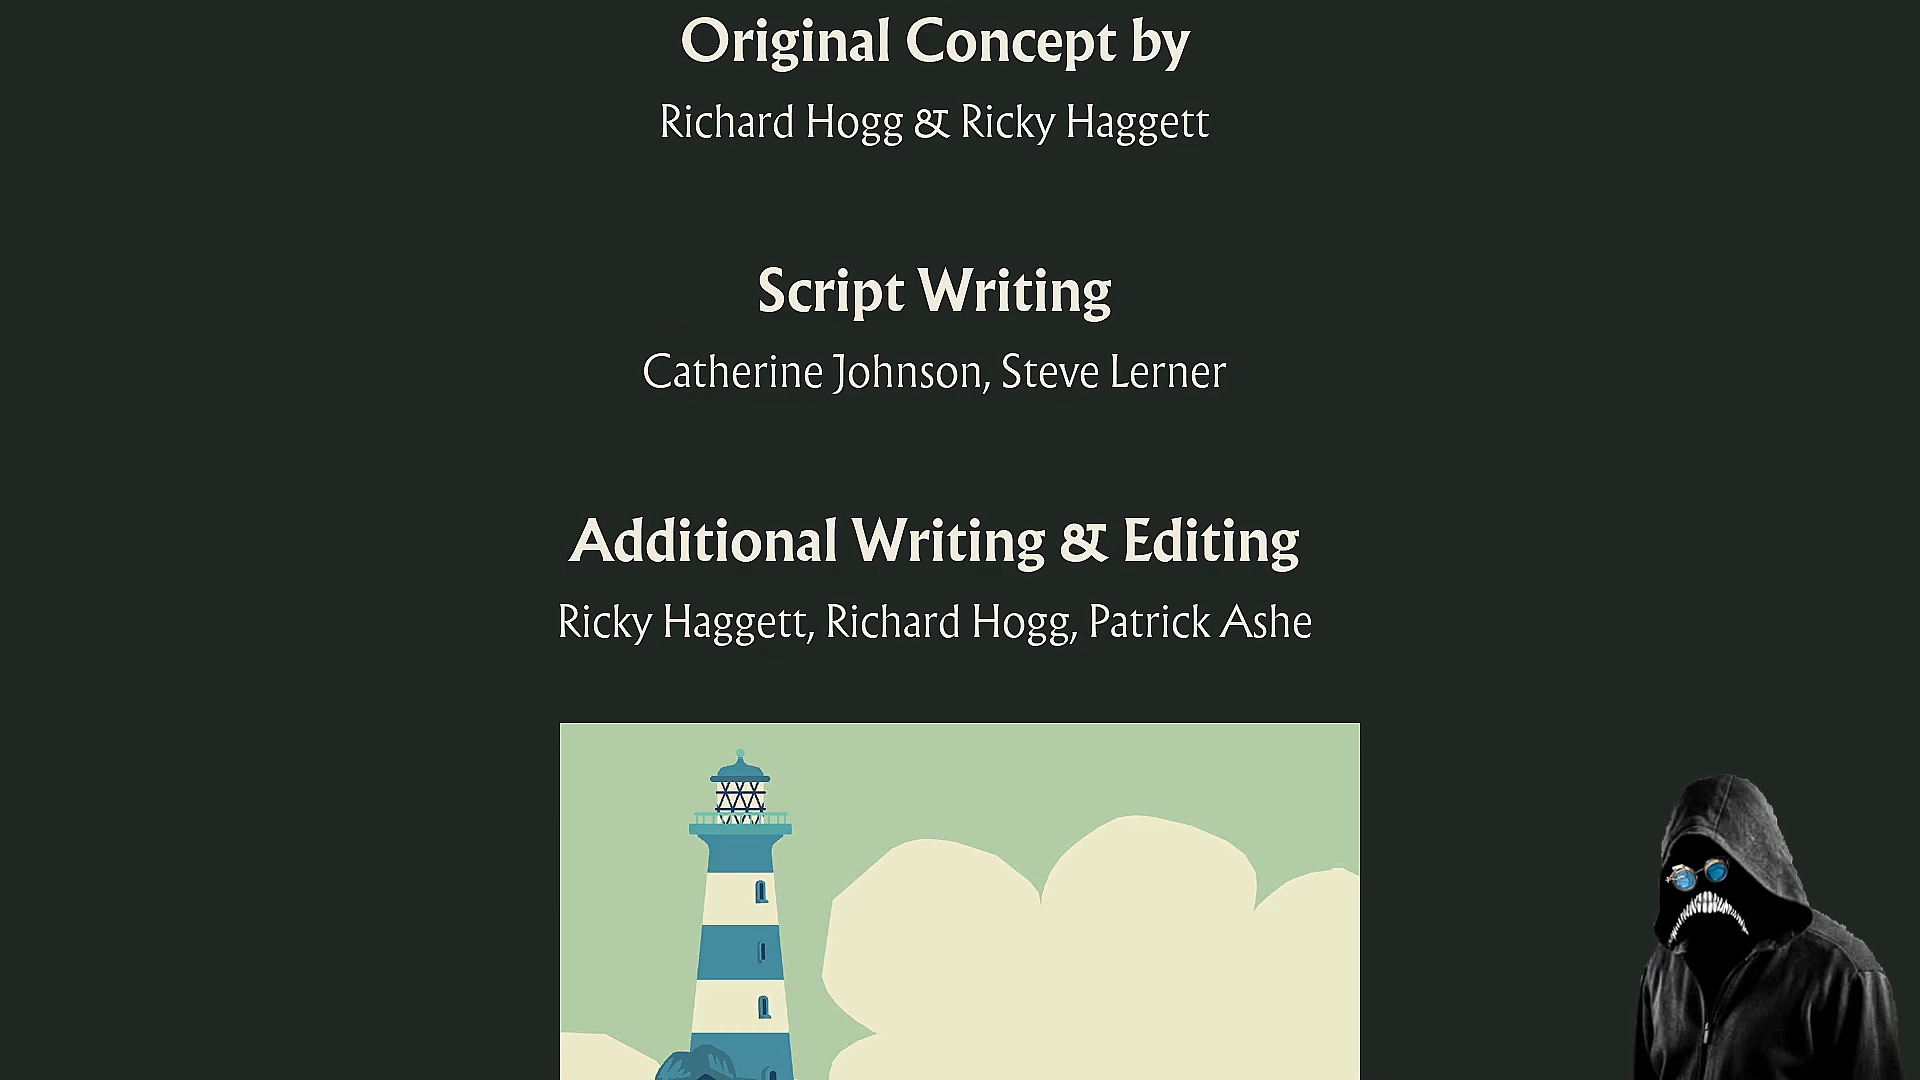 Original Concept by
Richard Hogg & Ricky Haggett
Script Writing
Catherine Johnson, Steve Lerner
Additional Writing & Editing
Ricky Haggett, Richard Hogg, Patrick Ashe